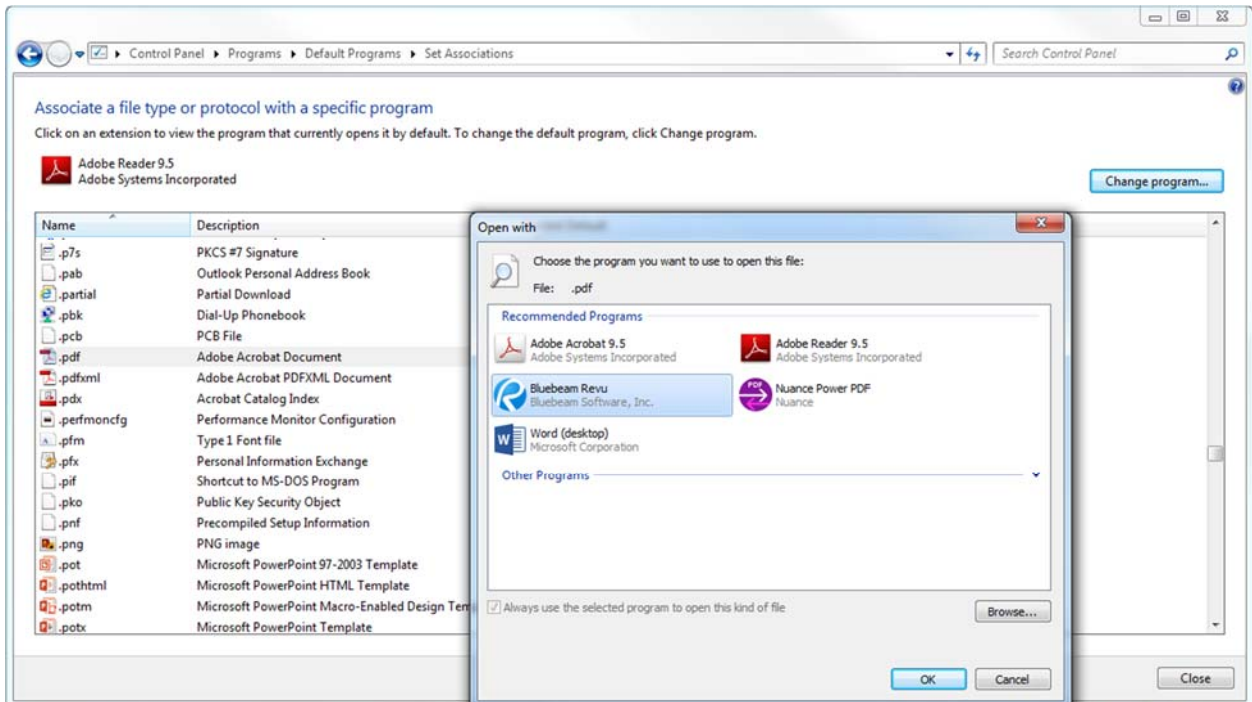 Control Panel ▸ Programs ▸ Default Programs ▸ Set Associations
Search Control Panel
Associate a file type or protocol with a specific program
Click on an extension to view the program that currently opens it by default. To change the default program, click Change program.
Adobe Reader 9.5
Adobe Systems Incorporated
Change program...
Name Description
.p7s PKCS #7 Signature
.pab Outlook Personal Address Book
.partial Partial Download
.pbk Dial-Up Phonebook
.pcb PCB File
.pdf Adobe Acrobat Document
.pdfxml Adobe Acrobat PDFXML Document
.pdx Acrobat Catalog Index
.perfmoncfg Performance Monitor Configuration
.pfm Type 1 Font file
.pfx Personal Information Exchange
.pif Shortcut to MS-DOS Program
.pko Public Key Security Object
.pnf Precompiled Setup Information
.png PNG image
.pot Microsoft PowerPoint 97-2003 Template
.pothtml Microsoft PowerPoint HTML Template
.potm Microsoft PowerPoint Macro-Enabled Design Tem
.potx Microsoft PowerPoint Template
Open with
Choose the program you want to use to open this file:
File: .pdf
Recommended Programs
Adobe Acrobat 9.5
Adobe Systems Incorporated
Adobe Reader 9.5
Adobe Systems Incorporated
Bluebeam Revu
Bluebeam Software, Inc.
PDF
Nuance Power PDF
Nuance
W
Word (desktop)
Microsoft Corporation
Other Programs
Always use the selected program to open this kind of file
Browse...
OK Cancel
Close